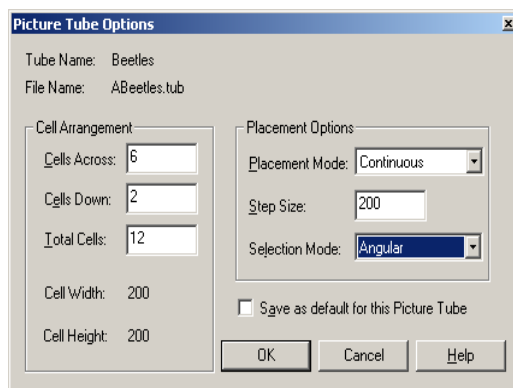 Picture Tube Options
Tube Name: Beetles
File Name: ABeetles.tub
Cell Arrangement
Cells Across: 6
Cells Down: 2
Total Cells: 12
Cell Width: 200
Cell Height: 200
Placement Options
Placement Mode: Continuous
Step Size: 200
Selection Mode: Angular
Save as default for this Picture Tube
OK Cancel Help